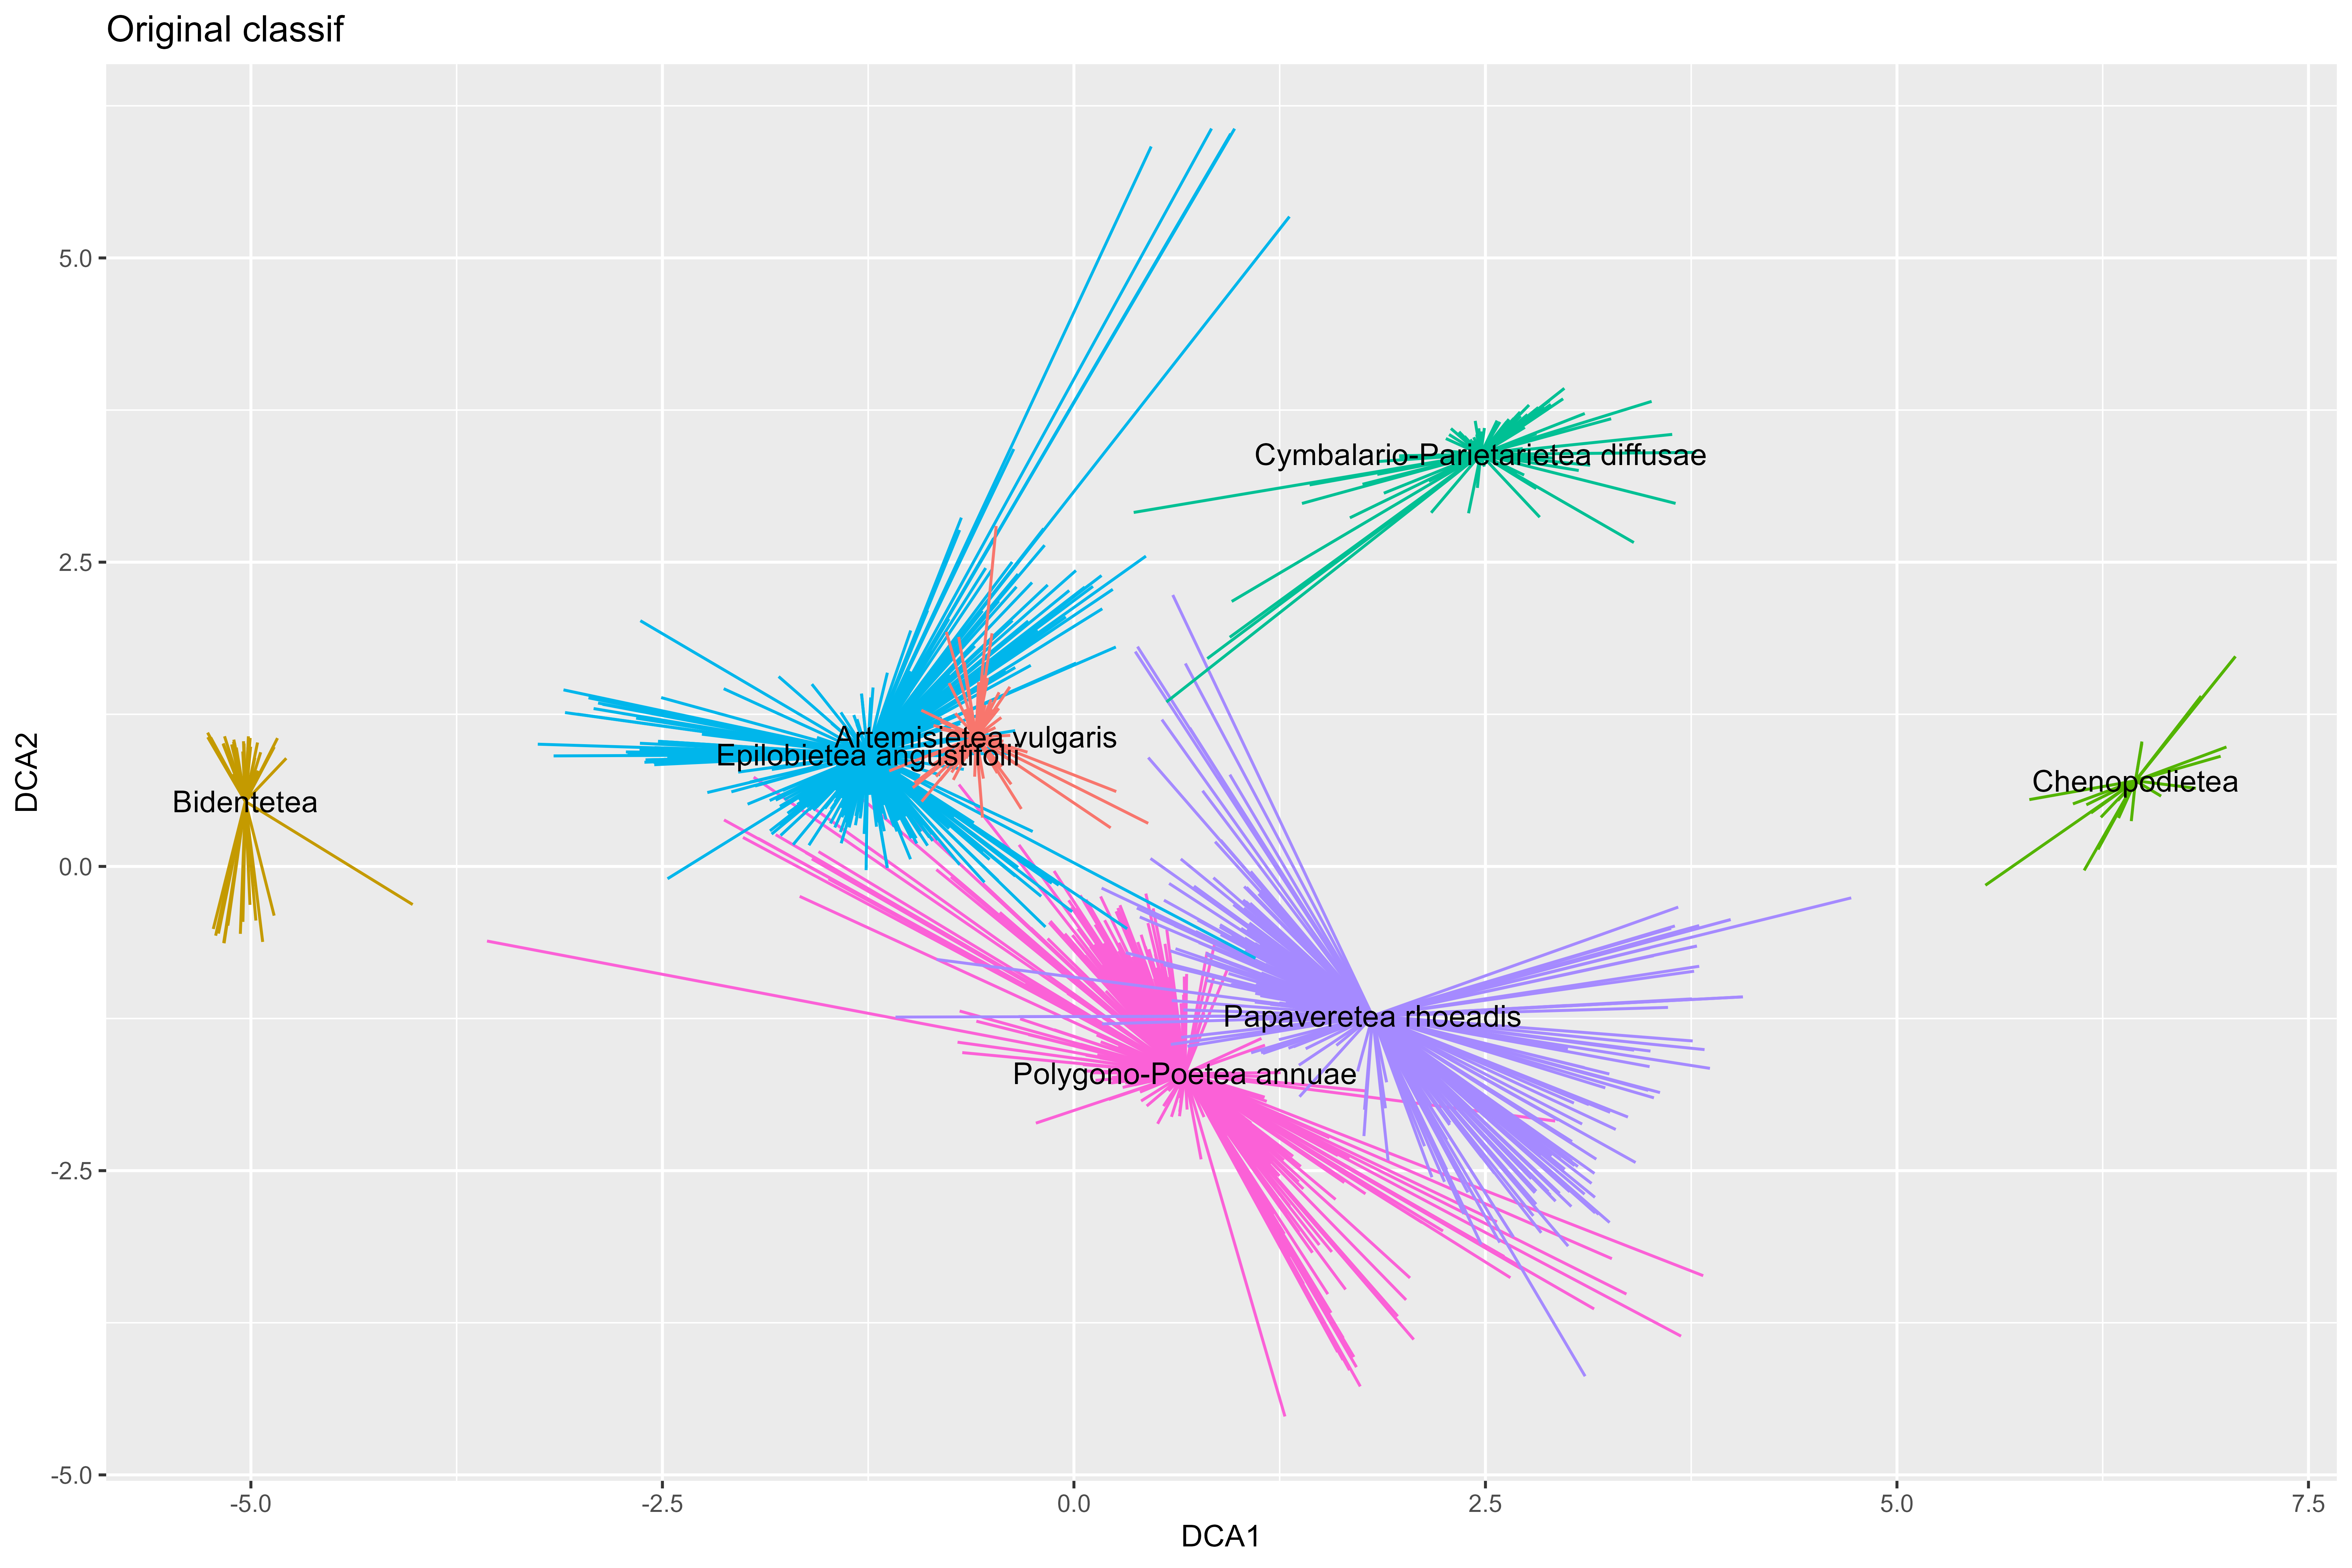 Original classif
5.0
Cymbalario-Parietarietea diffusae
2.5
Artemisietea vulgaris
Epilobietea angustifolii
Chenopodietea
Bidentetea
DCA2
0.0
Papaveretea rhoeadis
Polygono-Poetea annuae
-2.5
-5.0
-5.0 -2.5 0.0 2.5 5.0 7.5
DCA1